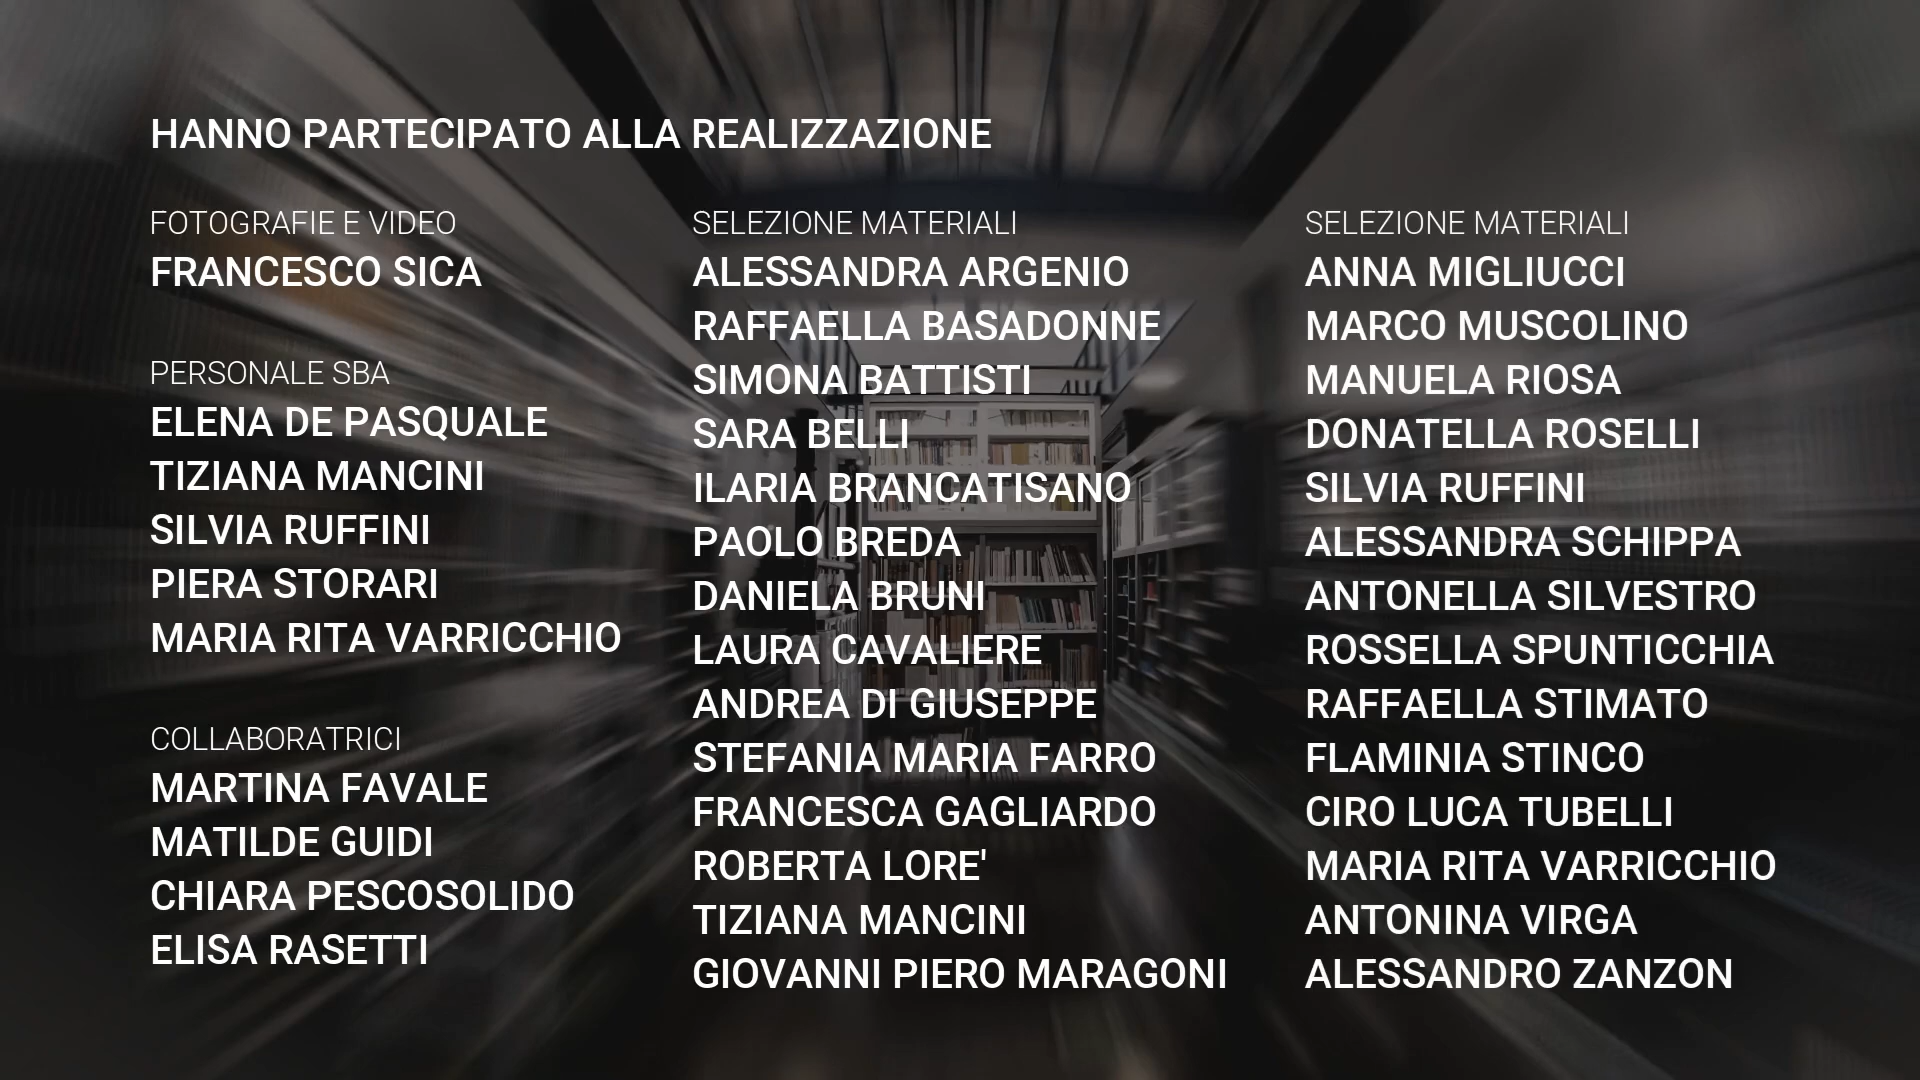 HANNO PARTECIPATO ALLA REALIZZAZIONE
FOTOGRAFIE E VIDEO
FRANCESCO SICA
PERSONALE SBA
ELENA DE PASQUALE
TIZIANA MANCINI
SILVIA RUFFINI
PIERA STORARI
MARIA RITA VARRICCHIO
COLLABORATRICI
MARTINA FAVALE
MATILDE GUIDI
CHIARA PESCOSOLIDO
ELISA RASETTI
SELEZIONE MATERIALI
ALESSANDRA ARGENIO
RAFFAELLA BASADONNE
SIMONA BATTISTI
SARA BELLI
ILARIA BRANCATISANO
PAOLO BREDA
DANIELA BRUNI
LAURA CAVALIERE
ANDREA DI GIUSEPPE
STEFANIA MARIA FARRO
FRANCESCA GAGLIARDO
ROBERTA LORE'
TIZIANA MANCINI
GIOVANNI PIERO MARAGONI
SELEZIONE MATERIALI
ANNA MIGLIUCCI
MARCO MUSCOLINO
MANUELA RIOSA
DONATELLA ROSELLI
SILVIA RUFFINI
ALESSANDRA SCHIPPA
ANTONELLA SILVESTRO
ROSSELLA SPUNTICCHIA
RAFFAELLA STIMATO
FLAMINIA STINCO
CIRO LUCA TUBELLI
MARIA RITA VARRICCHIO
ANTONINA VIRGA
ALESSANDRO ZANZON